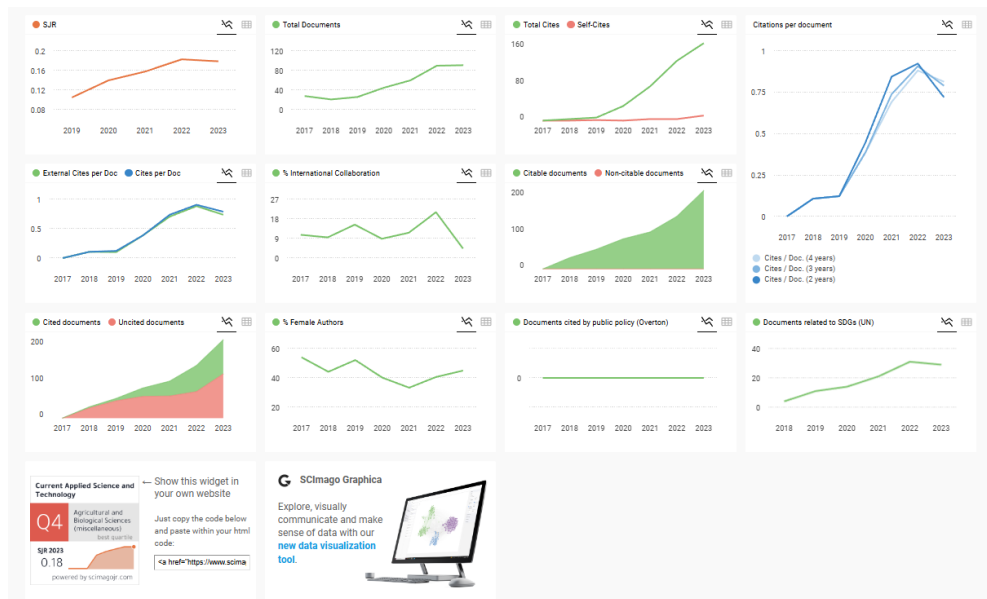 SJR
0.2
0.16
0.12
0.08
2019 2020 2021 2022 2023
Total Documents
120
80
40
0
2017 2018 2019 2020 2021 2022 2023
Total Cites Self-Cites
160
80
0
2017 2018 2019 2020 2021 2022 2023
Citations per document
1
0.75
0.5
0.25
0
2017 2018 2019 2020 2021 2022 2023
Cites / Doc. (4 years)
Cites / Doc. (3 years)
Cites / Doc. (2 years)
External Cites per Doc Cites per Doc
1
0.5
0
2017 2018 2019 2020 2021 2022 2023
% International Collaboration
27
18
9
0
2017 2018 2019 2020 2021 2022 2023
Citable documents Non-citable documents
200
100
0
2017 2018 2019 2020 2021 2022 2023
Cited documents Uncited documents
200
100
0
2017 2018 2019 2020 2021 2022 2023
% Female Authors
60
40
20
2017 2018 2019 2020 2021 2022 2023
Documents cited by public policy (Overton)
0
2017 2018 2019 2020 2021 2022 2023
Documents related to SDGs (UN)
40
20
0
2018 2019 2020 2021 2022 2023
Current Applied Science and
Technology
Q4
Agricultural and
Biological Sciences
(miscellaneous)
best quartile
SJR 2023
0.18
powered by scimagojr.com
← Show this widget in
your own website
Just copy the code below
and paste within your html
code:
<a href="https://www.scima
SCImago Graphica
Explore, visually
communicate and make
sense of data with our
new data visualization
tool.